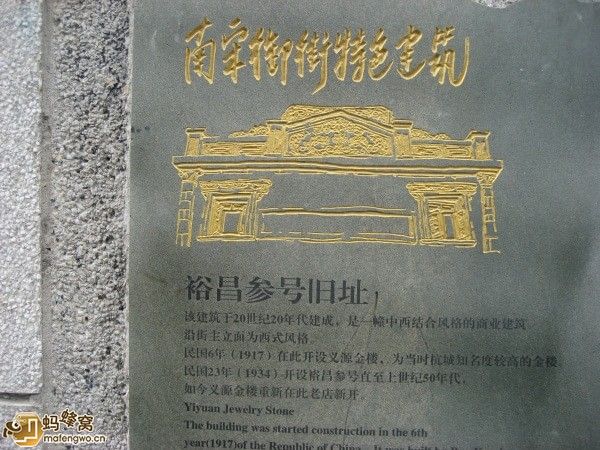 南宋御街特色建筑
裕昌参号旧址
该建筑于20世纪20年代建成，是一幢中西结合风格的商业建筑
沿街主立面为西式风格。
民国6年（1917）在此开设义源金楼，为当时杭城知名度较高的金楼。
民国23年（1934）开设裕昌参号直至上世纪50年代。
如今义源金楼重新在此老店新开。
Yiyuan Jewelry Stone
The building was started construction in the 6th
year(1917)of the Republic of China. It was built by
蚂蜂窝
mafengwo.cn